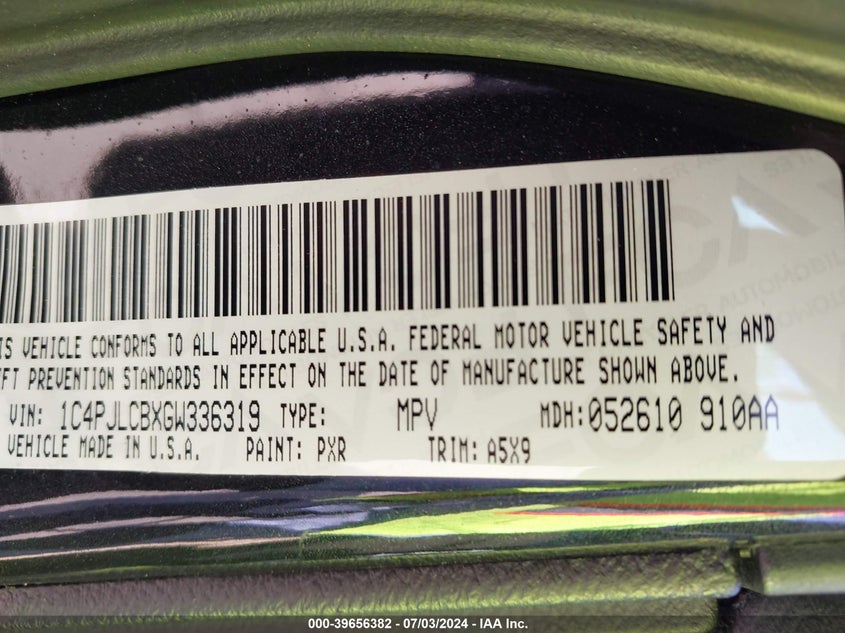 IS VEHICLE CONFORMS TO ALL APPLICABLE U.S.A. FEDERAL MOTOR VEHICLE SAFETY AND
EFT PREVENTION STANDARDS IN EFFECT ON THE DATE OF MANUFACTURE SHOWN ABOVE.
VIN: 1C4PJLCBXGW336319 TYPE: MPV MDH:052610 910AA
VEHICLE MADE IN U.S.A. PAINT: PXR TRIM: A5X9
000-39656382 - 07/03/2024 - IAA Inc.